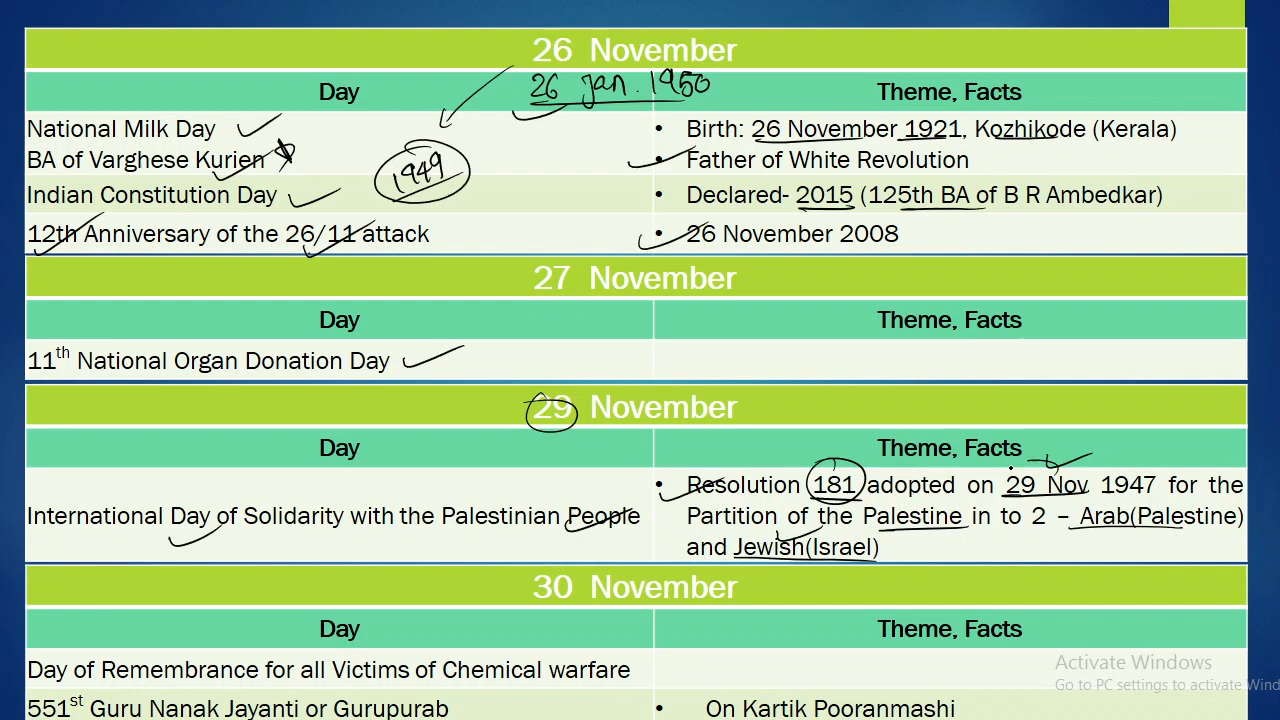 26 November
Day
26 Jan. 1950
Theme, Facts
National Milk Day
BA of Varghese Kurien
1949
• Birth: 26 November 1921, Kozhikode (Kerala)
• Father of White Revolution
Indian Constitution Day
• Declared- 2015 (125th BA of B R Ambedkar)
12th Anniversary of the 26/11 attack
• 26 November 2008
27 November
Day
Theme, Facts
11th National Organ Donation Day
29 November
Day
Theme, Facts
International Day of Solidarity with the Palestinian People
• Resolution 181 adopted on 29 Nov 1947 for the
Partition of the Palestine in to 2 – Arab(Palestine)
and Jewish(Israel)
30 November
Day
Theme, Facts
Day of Remembrance for all Victims of Chemical warfare
551st Guru Nanak Jayanti or Gurupurab
• On Kartik Pooranmashi
Activate Windows
Go to PC settings to activate Wind